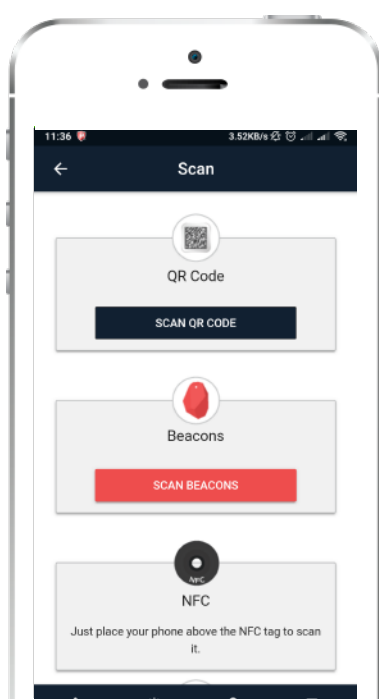 11:36 3.52KB/s
Scan
QR Code
SCAN QR CODE
Beacons
SCAN BEACONS
NFC
NFC
Just place your phone above the NFC tag to scan
it.